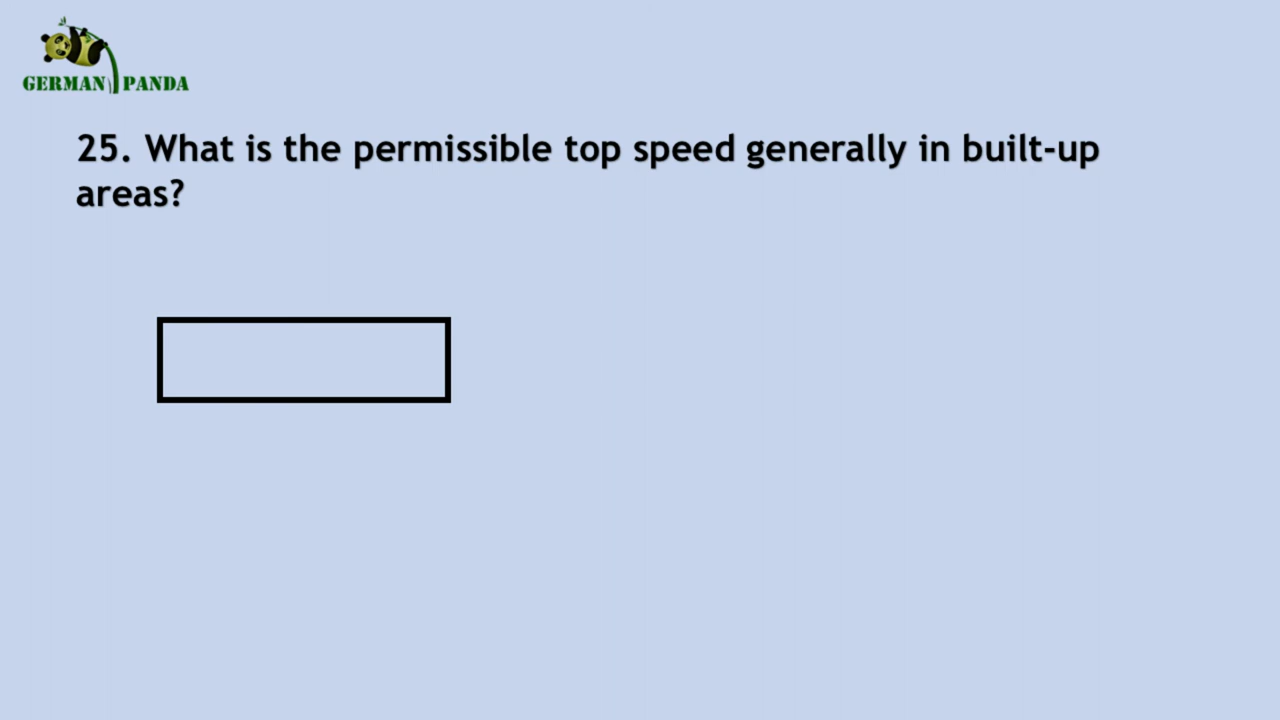 GERMAN PANDA
25. What is the permissible top speed generally in built-up
areas?